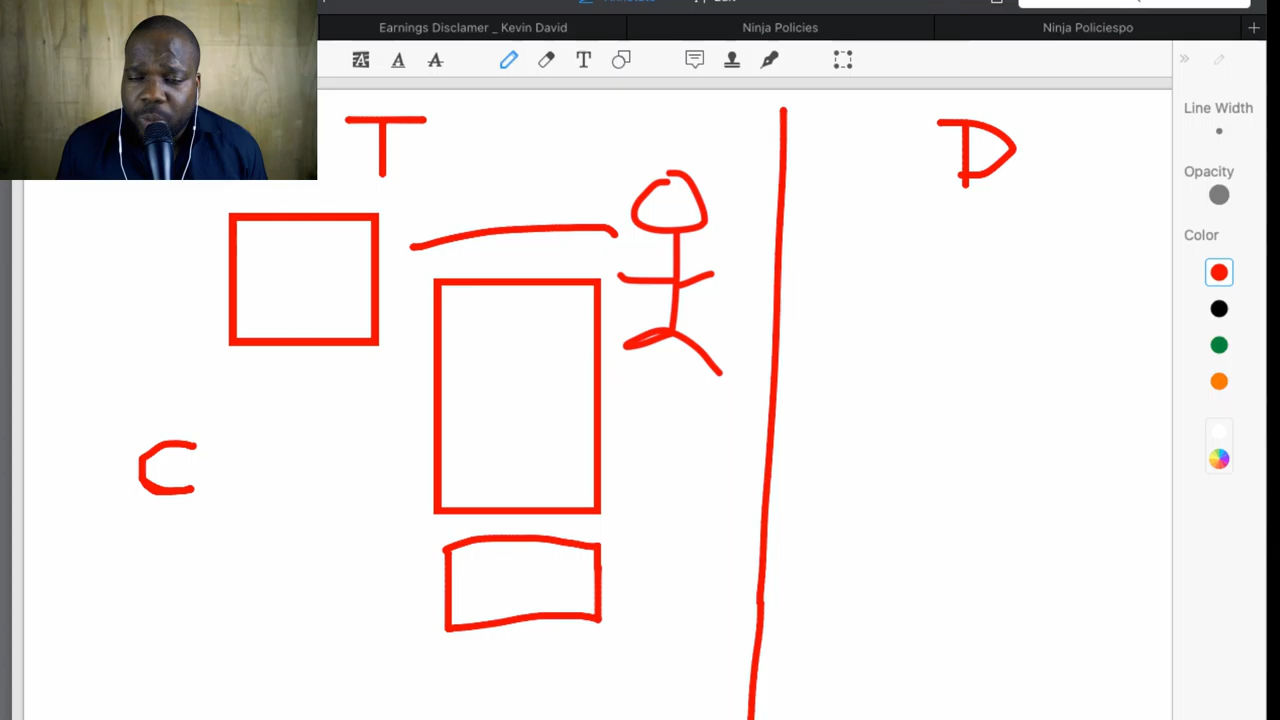 Earnings Disclamer _ Kevin David
Ninja Policies
Ninja Policiespo
T
D
Line Width
Opacity
Color
C